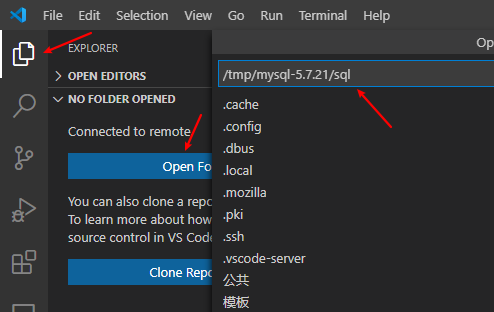 File Edit Selection View Go Run Terminal Help
EXPLORER
OPEN EDITORS
NO FOLDER OPENED
Connected to remote
Open Fo
You can also clone a repo
To learn more about how
source control in VS Code
Clone Repo
Op
/tmp/mysql-5.7.21/sql
.cache
.config
.dbus
.local
.mozilla
.pki
.ssh
.vscode-server
公共
模板